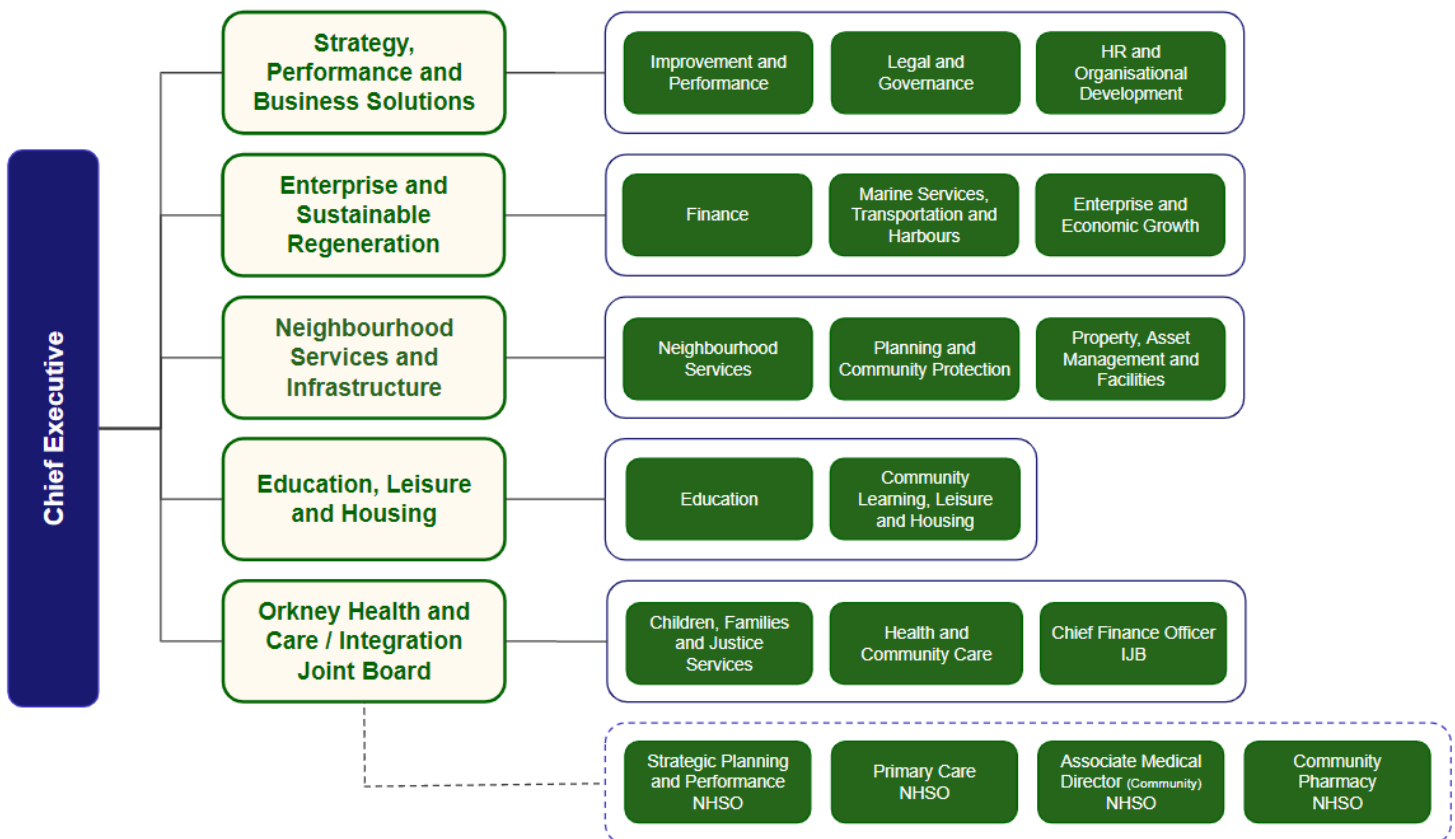 Chief Executive
Strategy,
Performance and
Business Solutions
Improvement and
Performance
Legal and
Governance
HR and
Organisational
Development
Enterprise and
Sustainable
Regeneration
Finance
Marine Services,
Transportation and
Harbours
Enterprise and
Economic Growth
Neighbourhood
Services and
Infrastructure
Neighbourhood
Services
Planning and
Community Protection
Property, Asset
Management and
Facilities
Education, Leisure
and Housing
Education
Community
Learning, Leisure
and Housing
Orkney Health and
Care / Integration
Joint Board
Children, Families
and Justice
Services
Health and
Community Care
Chief Finance Officer
IJB
Strategic Planning
and Performance
NHSO
Primary Care
NHSO
Associate Medical
Director (Community)
NHSO
Community
Pharmacy
NHSO